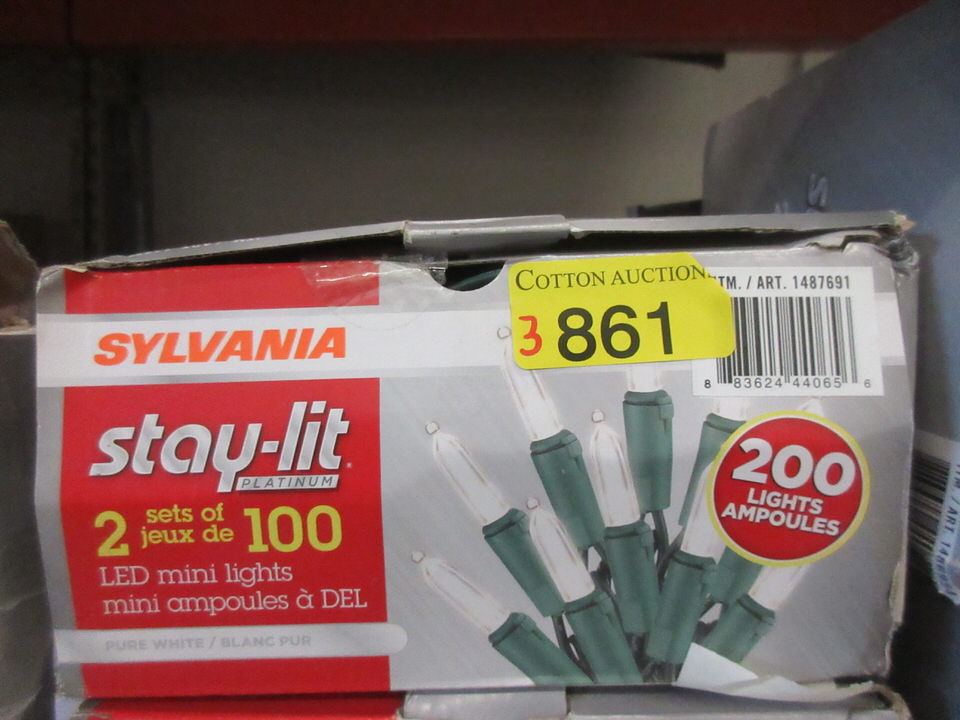 COTTON AUCTION
3 861
TM. / ART. 1487691
8 83624 44065 6
SYLVANIA
stay-lit
PLATINUM
2 sets of 100
jeux de
LED mini lights
mini ampoules à DEL
PURE WHITE / BLANC PUR
200
LIGHTS
AMPOULES